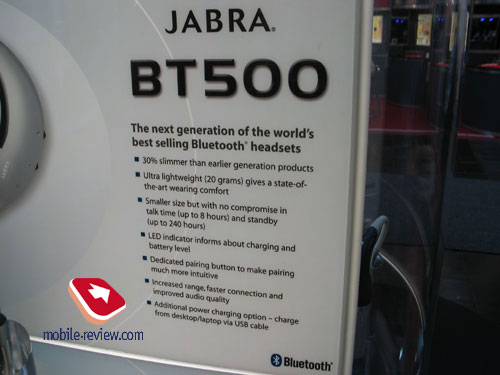 JABRA®
BT500
The next generation of the world's
best selling Bluetooth® headsets
30% slimmer than earlier generation products
Ultra lightweight (20 grams) gives a state-of-
the-art wearing comfort
Smaller size but with no compromise in
talk time (up to 8 hours) and standby
(up to 240 hours)
LED indicator informs about charging and
battery level
Dedicated pairing button to make pairing
much more intuitive
Increased range, faster connection and
improved audio quality
Additional power charging option – charge
from desktop/laptop via USB cable
Bluetooth®
mobile-review.com